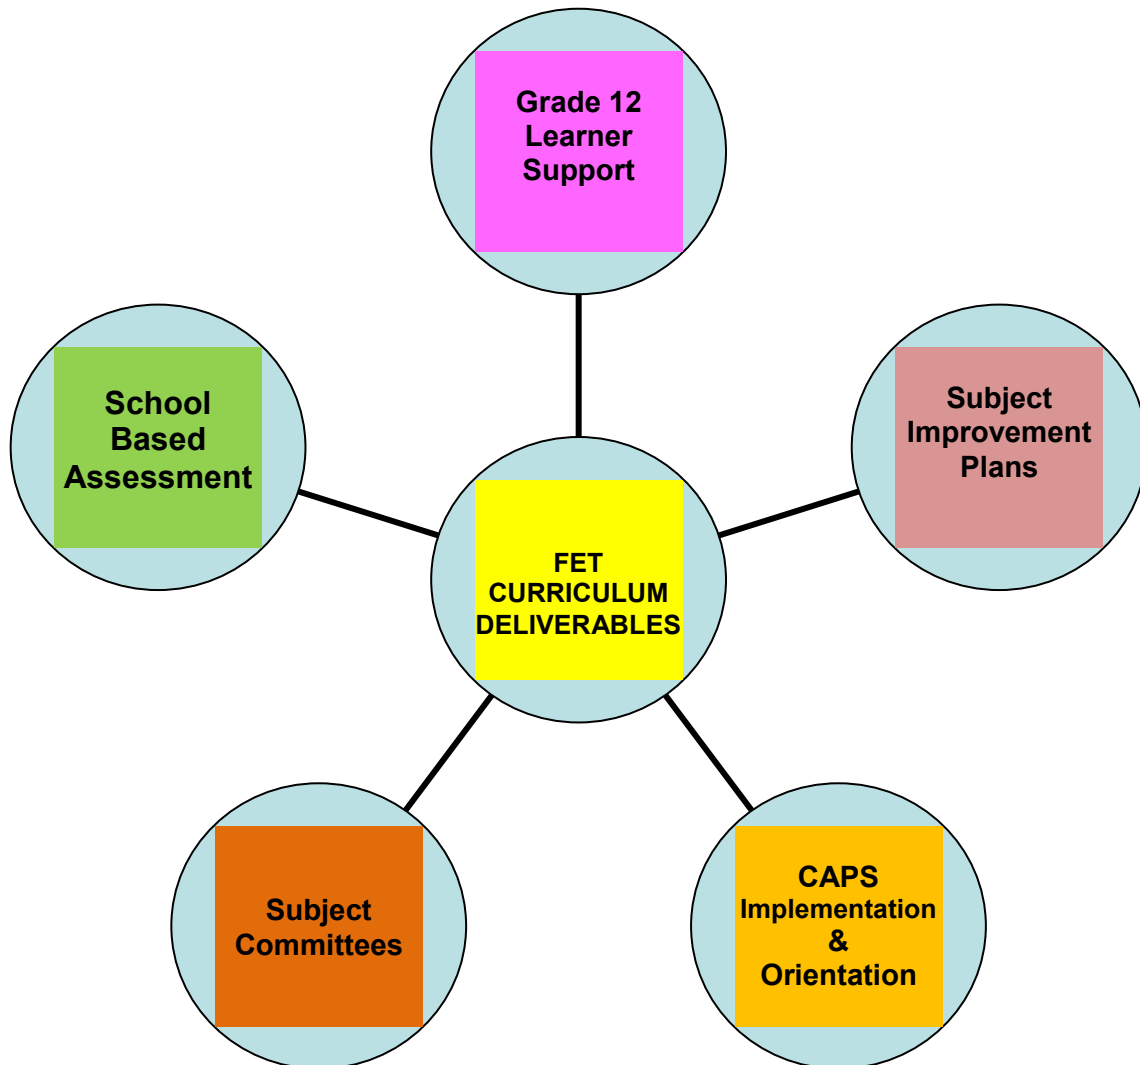 Grade 12
Learner
Support
School
Based
Assessment
Subject
Improvement
Plans
FET
CURRICULUM
DELIVERABLES
Subject
Committees
CAPS
Implementation
&
Orientation